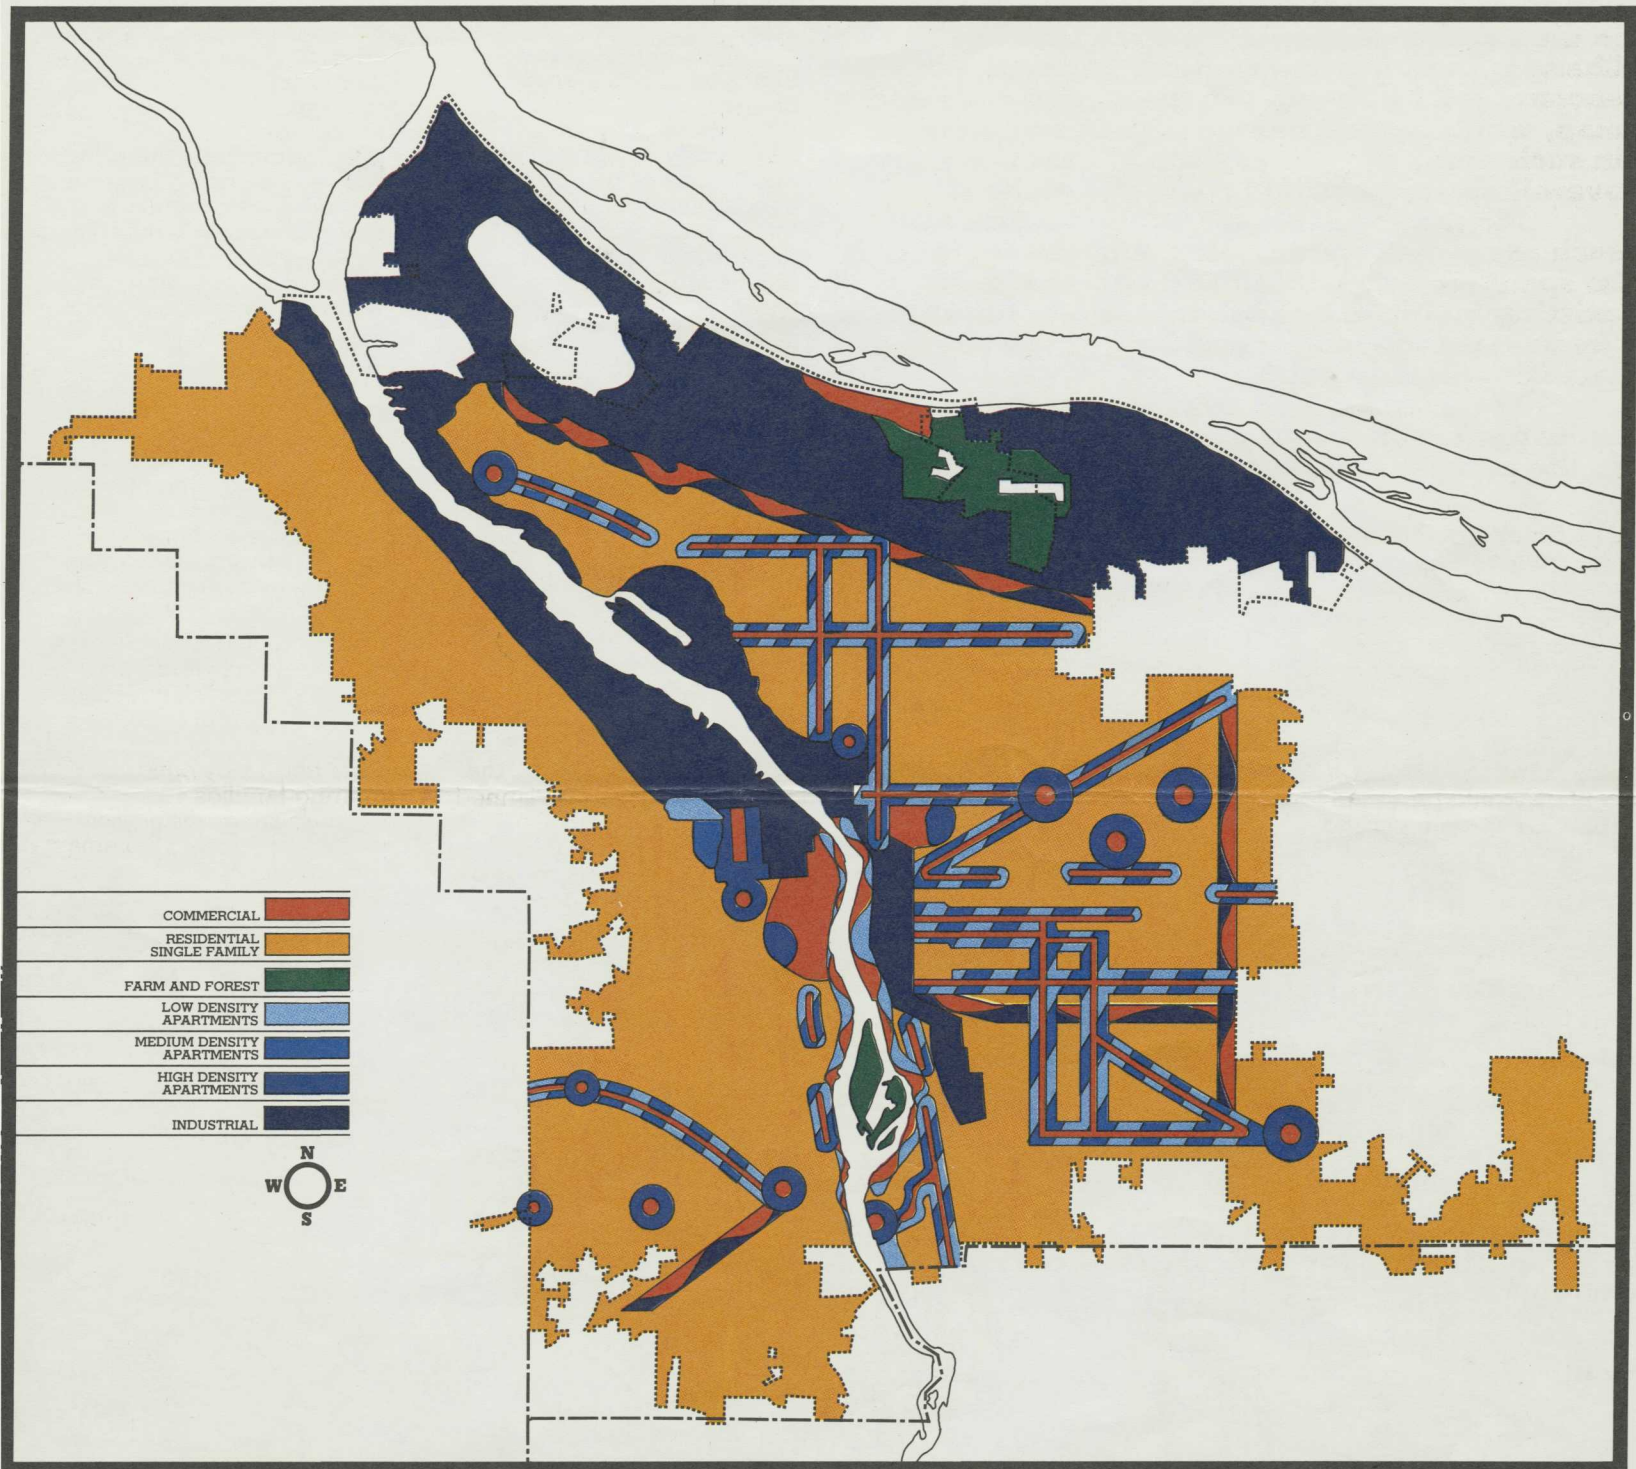 COMMERCIAL
RESIDENTIAL
SINGLE FAMILY
FARM AND FOREST
LOW DENSITY
APARTMENTS
MEDIUM DENSITY
APARTMENTS
HIGH DENSITY
APARTMENTS
INDUSTRIAL
N
W E
S